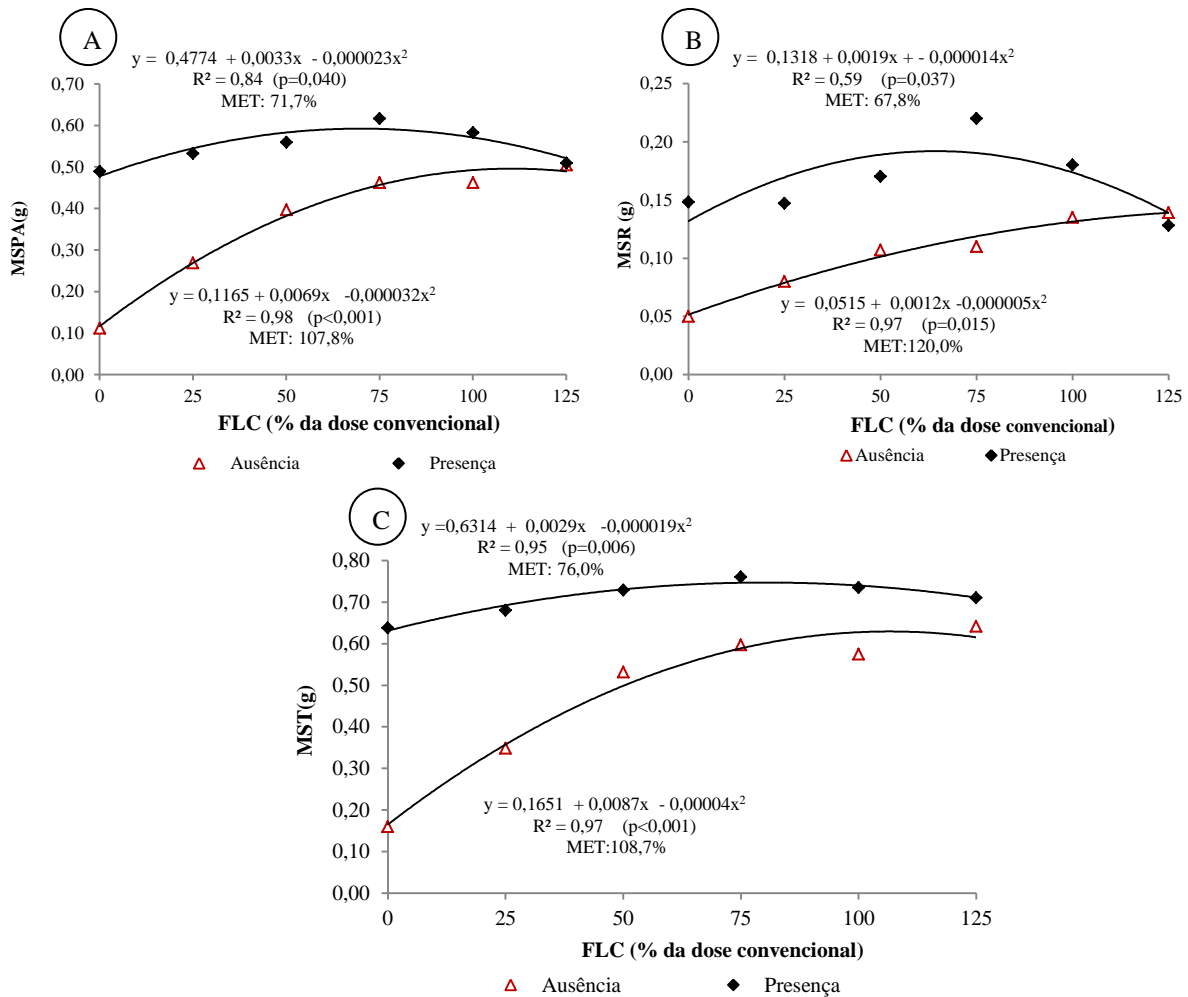 A
y = 0,4774 + 0,0033x - 0,000023x²
R² = 0,84 (p=0,040)
MET: 71,7%
0,70
0,60
0,50
0,40
0,30
0,20
0,10
0,00
MSPA(g)
y = 0,1165 + 0,0069x -0,000032x²
R² = 0,98 (p<0,001)
MET: 107,8%
0 25 50 75 100 125
FLC (% da dose convencional)
Ausência Presença
B
y = 0,1318 + 0,0019x + - 0,000014x²
R² = 0,59 (p=0,037)
MET: 67,8%
0,25
0,20
0,15
0,10
0,05
0,00
MSR (g)
y = 0,0515 + 0,0012x -0,000005x²
R² = 0,97 (p=0,015)
MET:120,0%
0 25 50 75 100 125
FLC (% da dose convencional)
Ausência Presença
C
y =0,6314 + 0,0029x -0,000019x²
R² = 0,95 (p=0,006)
MET: 76,0%
0,80
0,70
0,60
0,50
0,40
0,30
0,20
0,10
0,00
MST(g)
y = 0,1651 + 0,0087x - 0,00004x²
R² = 0,97 (p<0,001)
MET:108,7%
0 25 50 75 100 125
FLC (% da dose convencional)
Ausência Presença